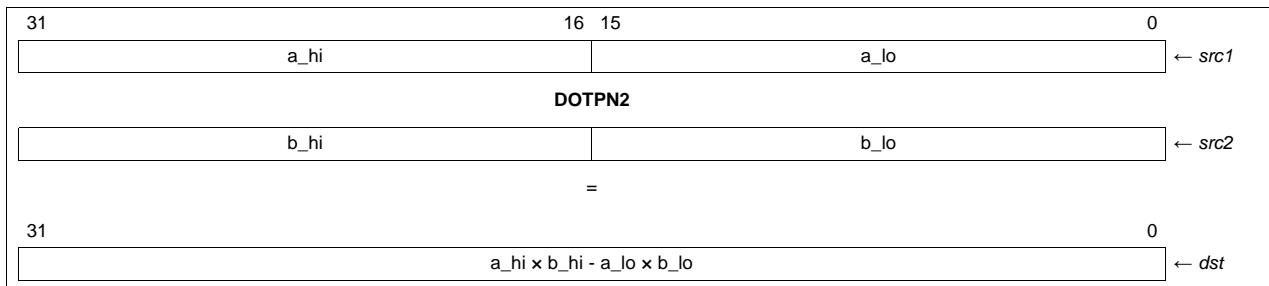 31 16 15 0
a_hi a_lo ← src1
DOTPN2
b_hi b_lo ← src2
=
31 0
a_hi × b_hi - a_lo × b_lo ← dst